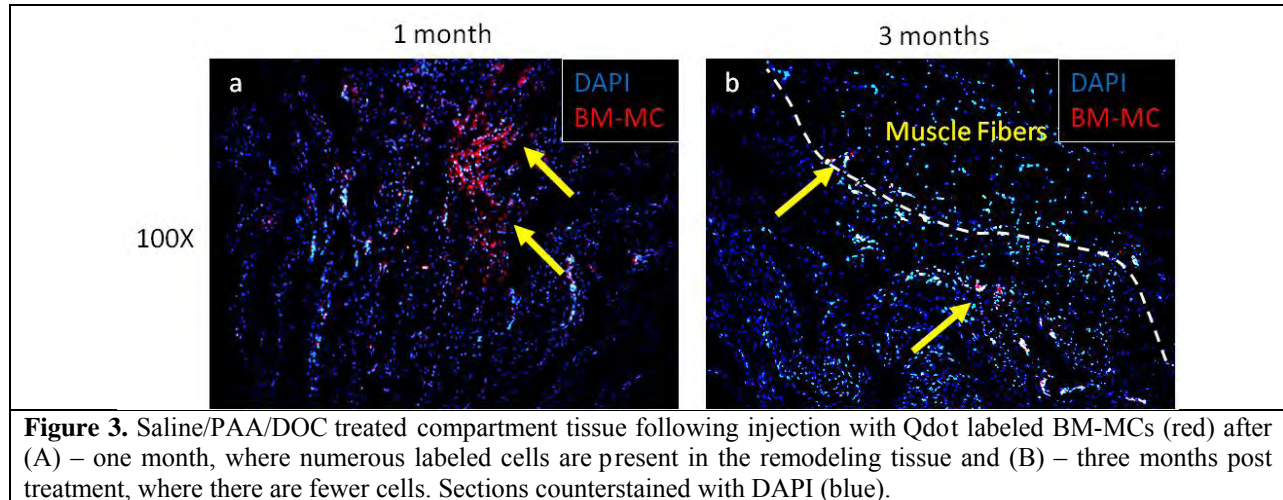 1 month
3 months
a
DAPI
BM-MC
b
DAPI
BM-MC
Muscle Fibers
100X
Figure 3. Saline/PAA/DOC treated compartment tissue following injection with Qdot labeled BM-MCs (red) after
(A) – one month, where numerous labeled cells are present in the remodeling tissue and (B) – three months post
treatment, where there are fewer cells. Sections counterstained with DAPI (blue).